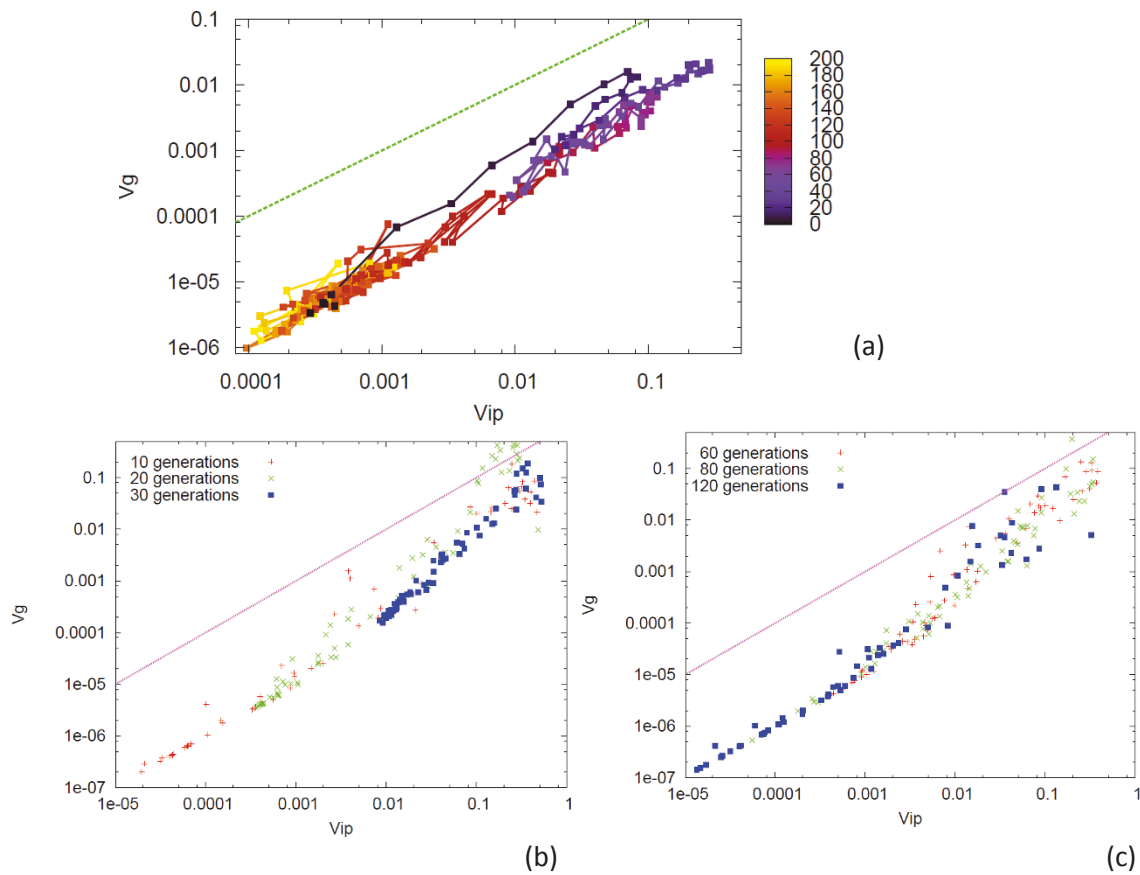 0.1
0.01
0.001
0.0001
1e-05
1e-06
Vg
0.0001 0.001 0.01 0.1
Vip
200
180
160
140
120
100
80
60
40
20
0
(a)
10 generations
20 generations
30 generations
0.1
0.01
0.001
0.0001
1e-05
1e-06
1e-07
Vg
1e-05 0.0001 0.001 0.01 0.1 1
Vip
(b)
60 generations
80 generations
120 generations
0.1
0.01
0.001
0.0001
1e-05
1e-06
1e-07
Vg
1e-05 0.0001 0.001 0.01 0.1 1
Vip
(c)